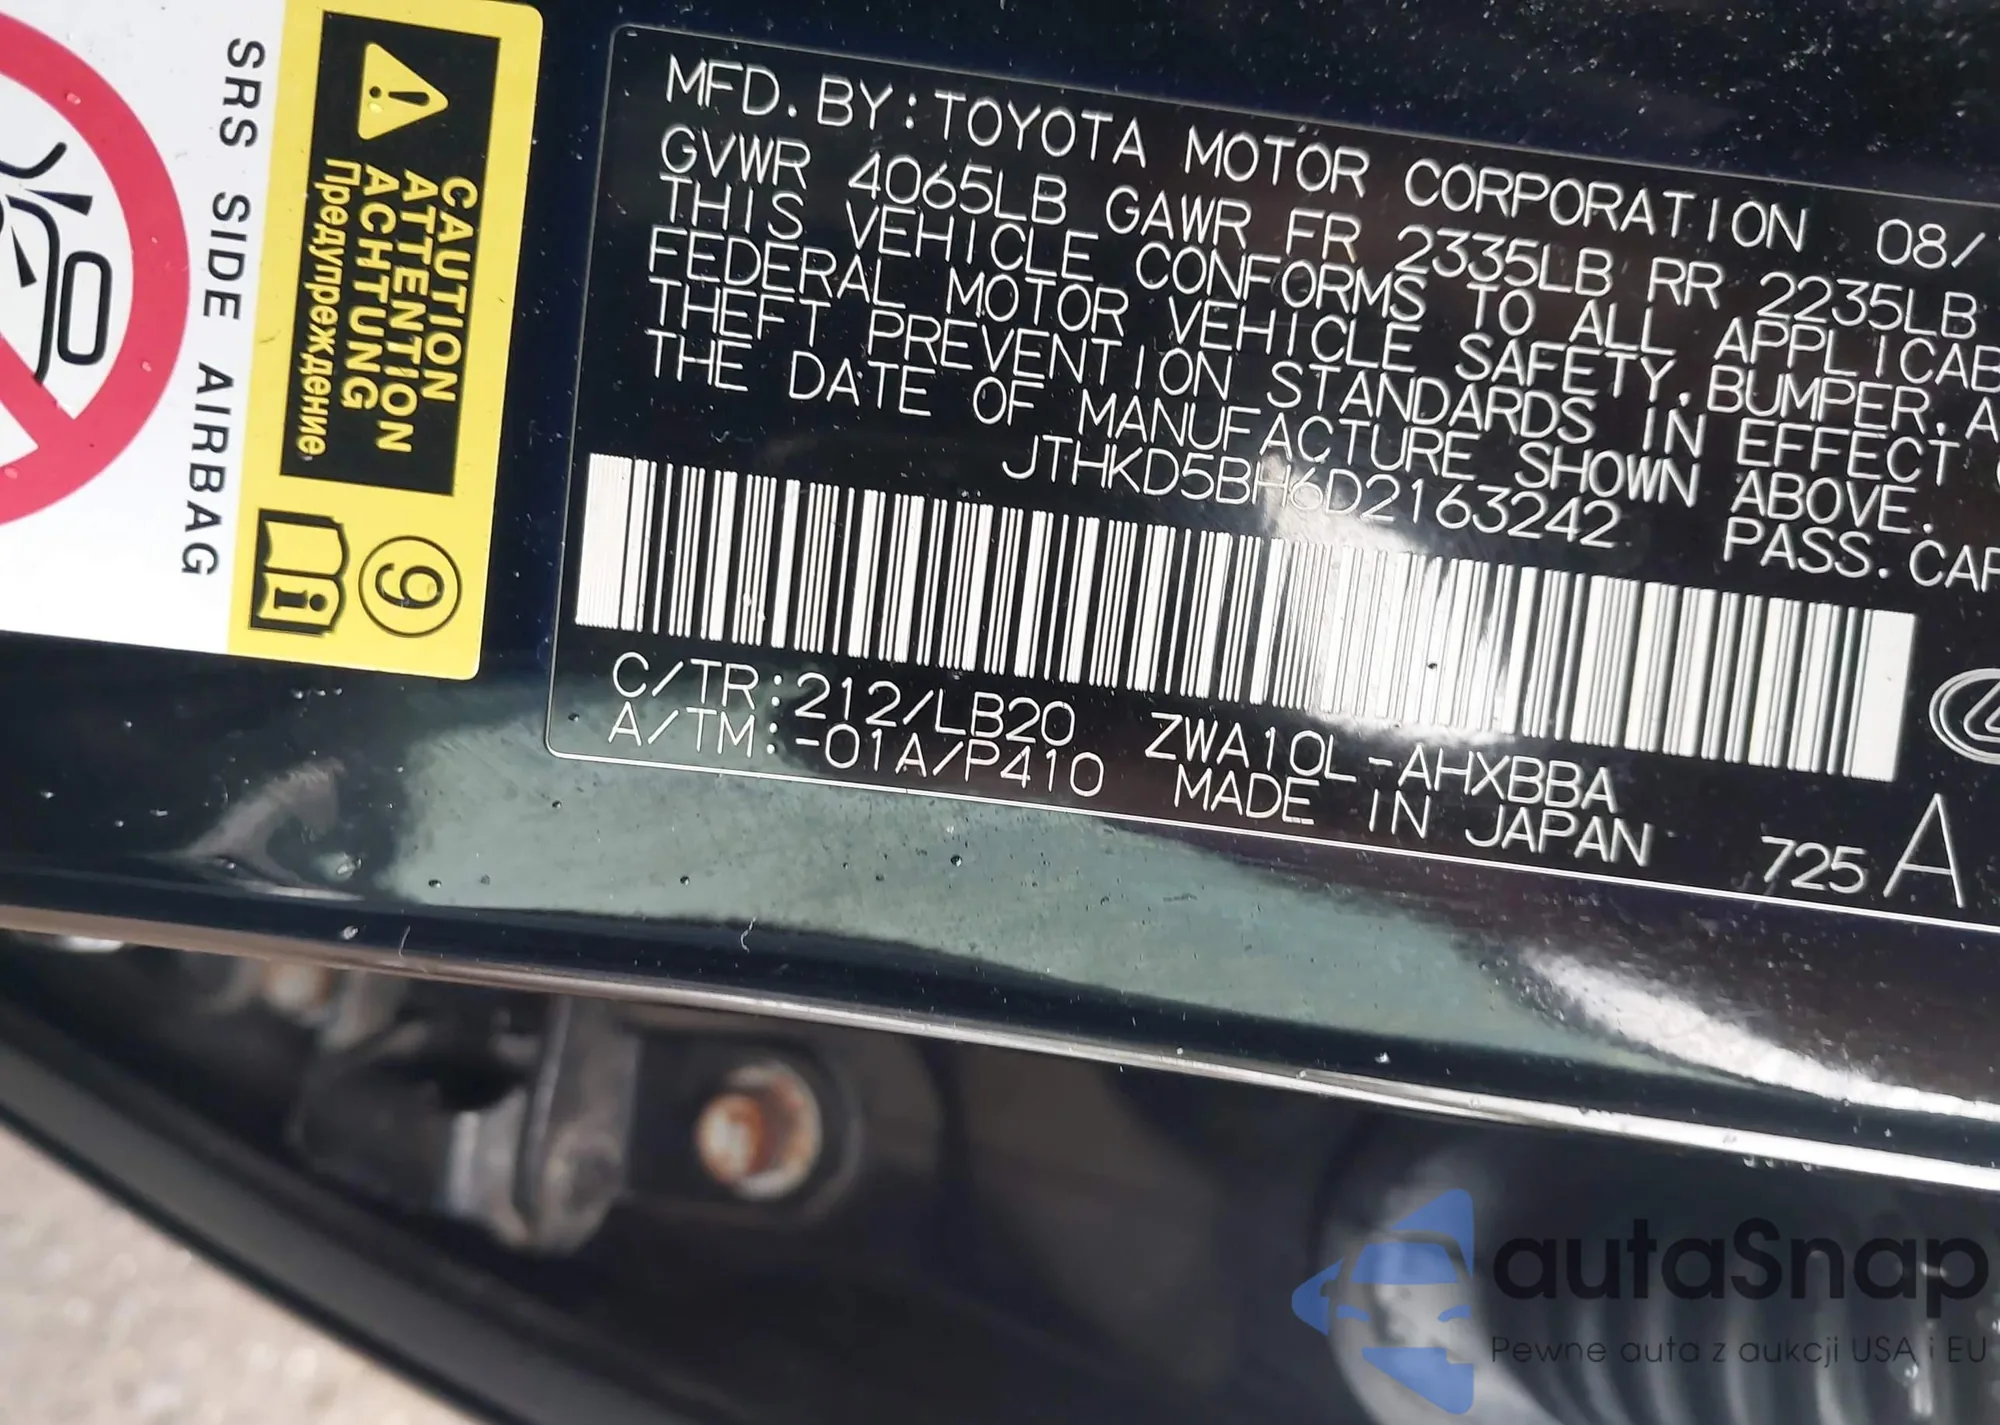 SRS SIDE AIRBAG
CAUTION
ATTENTION
ACHTUNG
Предупреждение
9
MFD. BY: TOYOTA MOTOR CORPORATION 08/
GVWR 4065LB GAWR FR 2335LB RR 2235LB
THIS VEHICLE CONFORMS TO ALL APPLICAB
FEDERAL MOTOR VEHICLE SAFETY, BUMPER, A
THEFT PREVENTION STANDARDS IN EFFECT
THE DATE OF MANUFACTURE SHOWN ABOVE.
JTHKD5BH6D2163242 PASS. CAR
C/TR:212/LB20 ZWA10L-AHXBBA
A/TM:-01A/P410 MADE IN JAPAN 725 A
autaSnap
Pewne auta z aukcji USA i EU